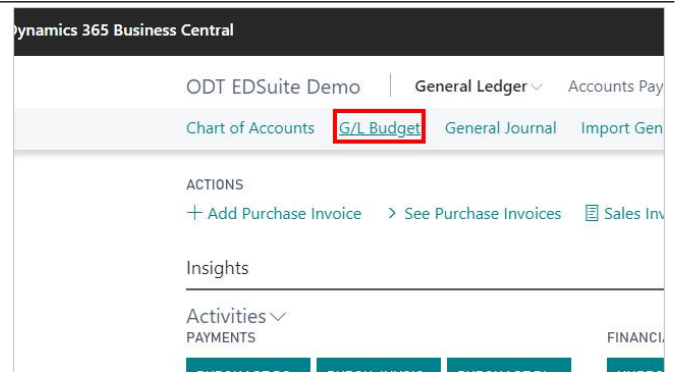 Dynamics 365 Business Central
ODT EDSuite Demo General Ledger Accounts Pay
Chart of Accounts G/L Budget General Journal Import Gen
ACTIONS
+ Add Purchase Invoice > See Purchase Invoices Sales Inv
Insights
Activities
PAYMENTS FINANCI